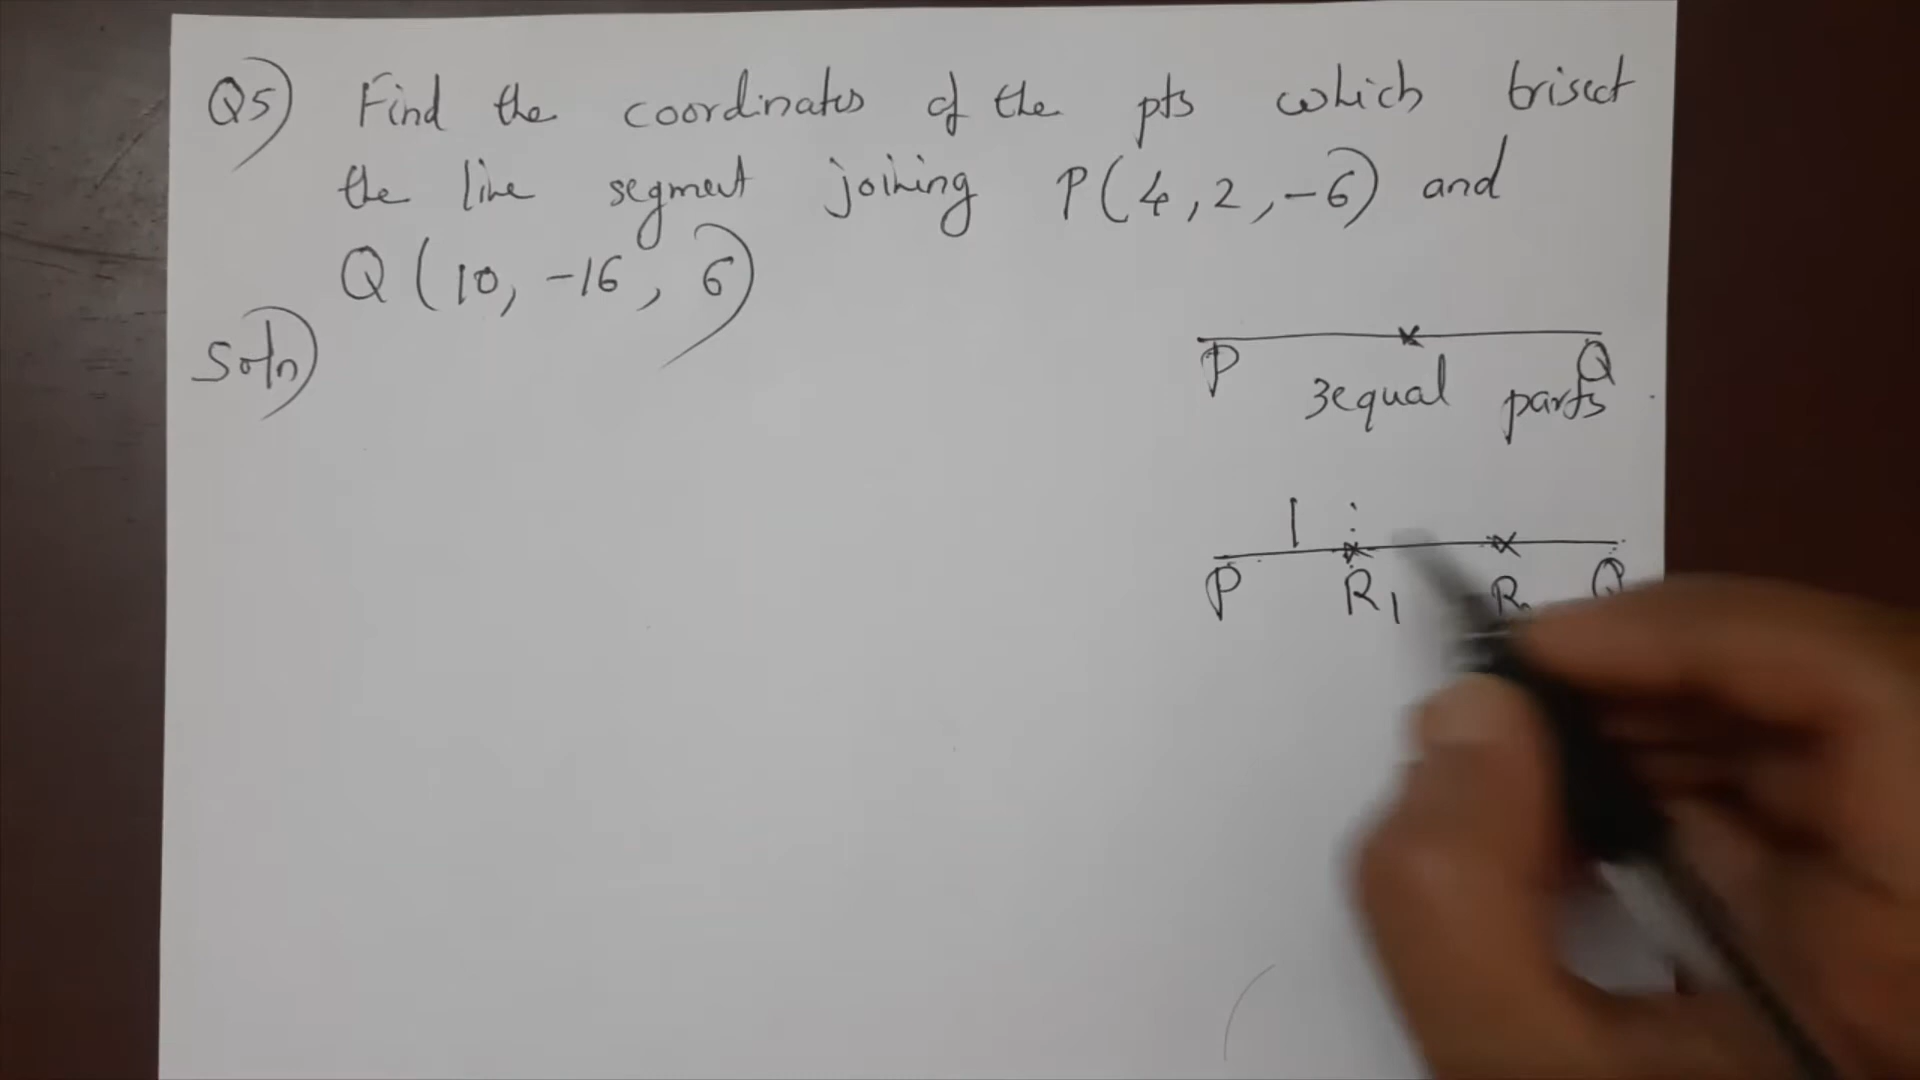 Q5) Find the coordinates of the pts which trisect
the line segment joining P(4, 2, -6) and
Q (10, -16, 6)
Soln)
P Q
3equal parts
1 :
P R1 R Q